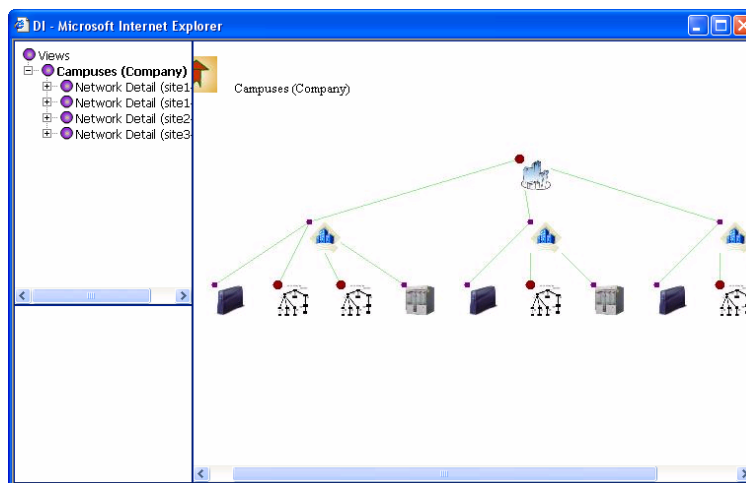 DI - Microsoft Internet Explorer
Views
Campuses (Company)
Network Detail (site1-
Network Detail (site1-
Network Detail (site2-
Network Detail (site3-
Campuses (Company)